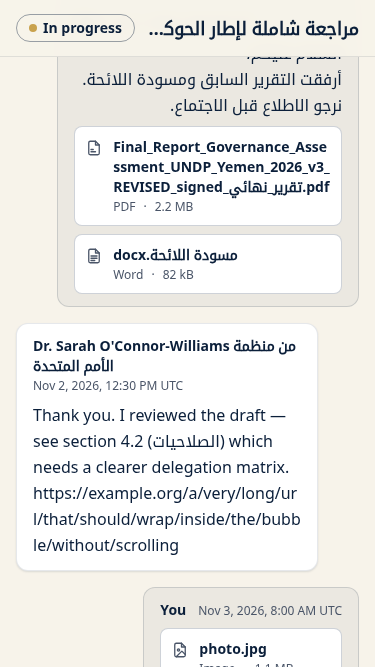 مراجعة شاملة لإطار الحوك...
In progress
أرفقت التقرير السابق ومسودة اللائحة.
نرجو الاطلاع قبل الاجتماع.
Final_Report_Governance_Asse
ssment_UNDP_Yemen_2026_v3_
REVISED_signed_تقرير_نهائي.pdf
PDF · 2.2 MB
مسودة اللائحة.docx
Word · 82 kB
Dr. Sarah O'Connor-Williams من منظمة
الأمم المتحدة
Nov 2, 2026, 12:30 PM UTC
Thank you. I reviewed the draft —
see section 4.2 (الصلاحيات) which
needs a clearer delegation matrix.
https://example.org/a/very/long/ur
l/that/should/wrap/inside/the/bubb
le/without/scrolling
You Nov 3, 2026, 8:00 AM UTC
photo.jpg